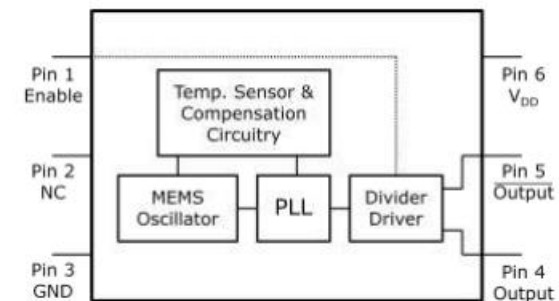 Pin 1
Enable
Temp. Sensor &
Compensation
Circuitry
Pin 6
VDD
Pin 2
NC
MEMS
Oscillator
PLL
Divider
Driver
Pin 5
Output
Pin 3
GND
Pin 4
Output